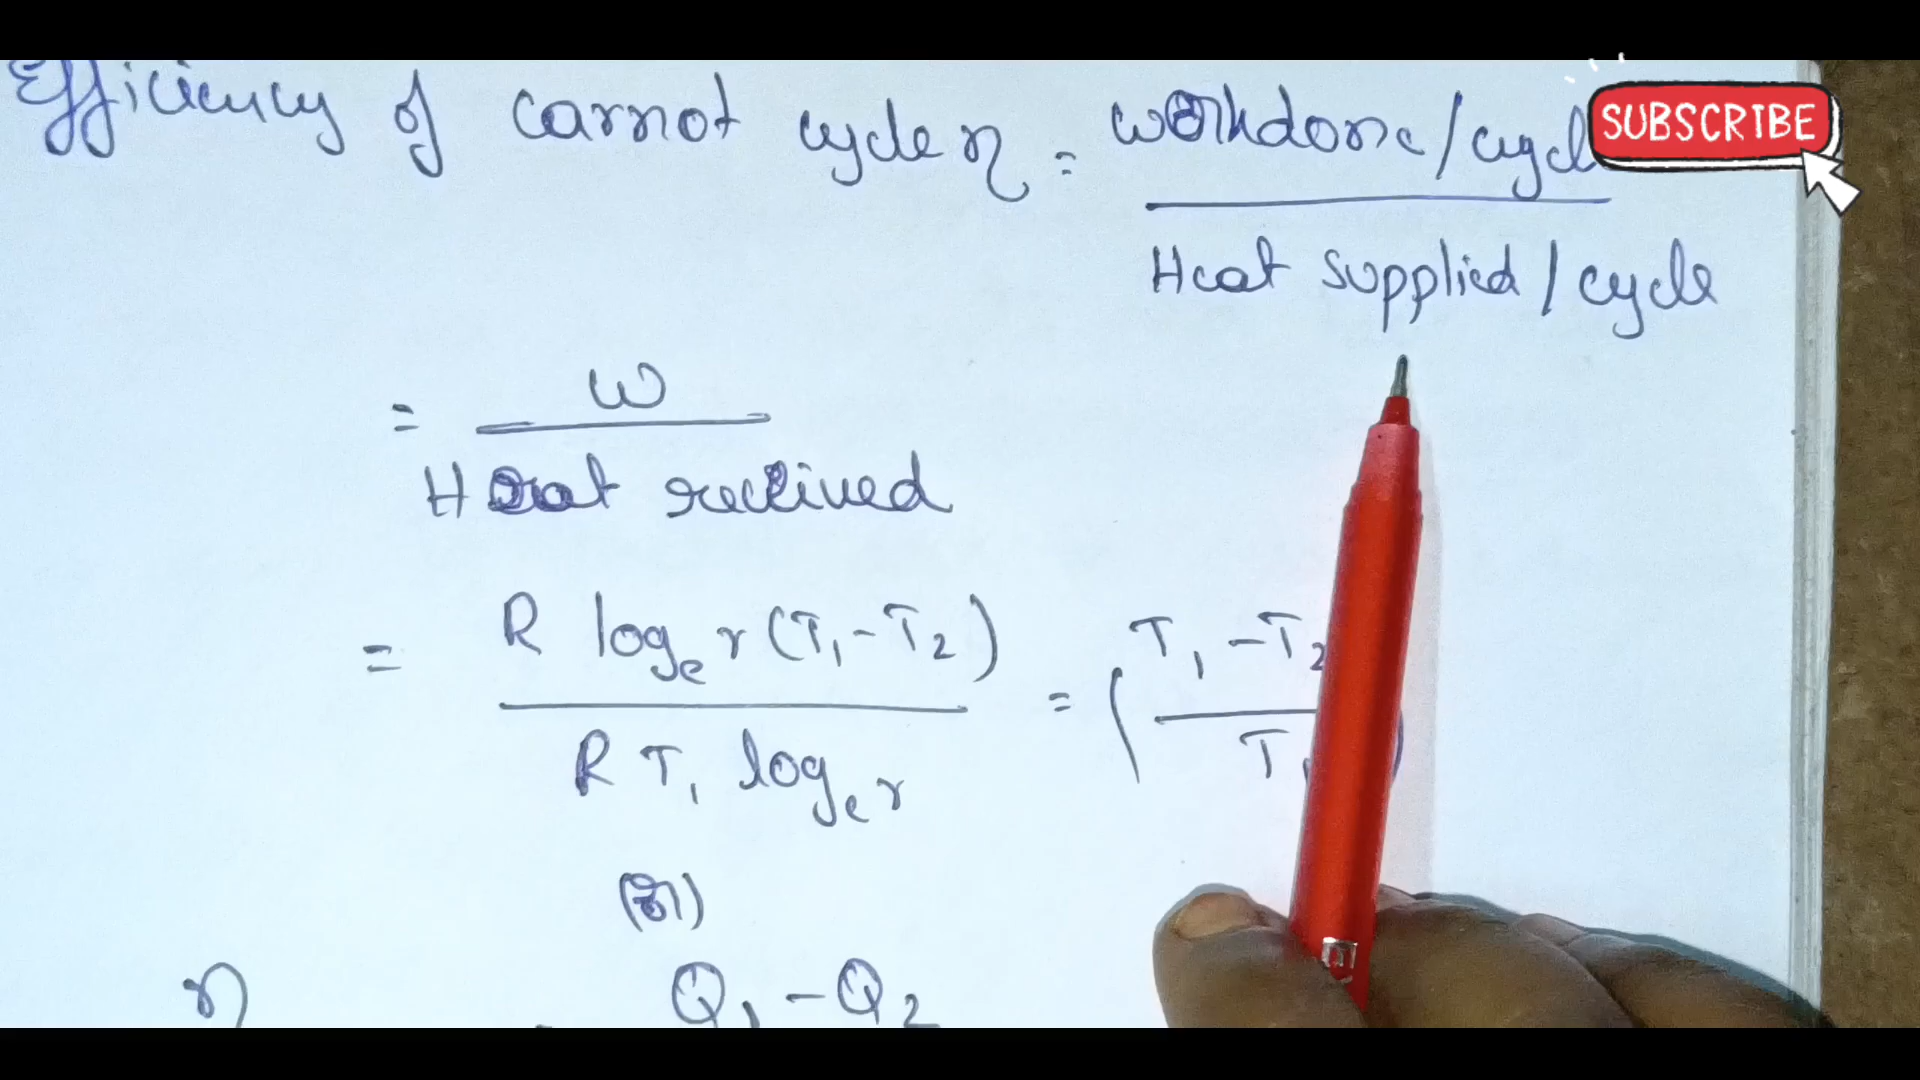 Efficiency of carnot cycle η = workdone/cycl
SUBSCRIBE
Heat supplied/cycle
= W
Heat received
= R logₑ r (T₁-T₂) = (T₁-T₂
R T₁ logₑ r T₁)
η = Q₁-Q₂